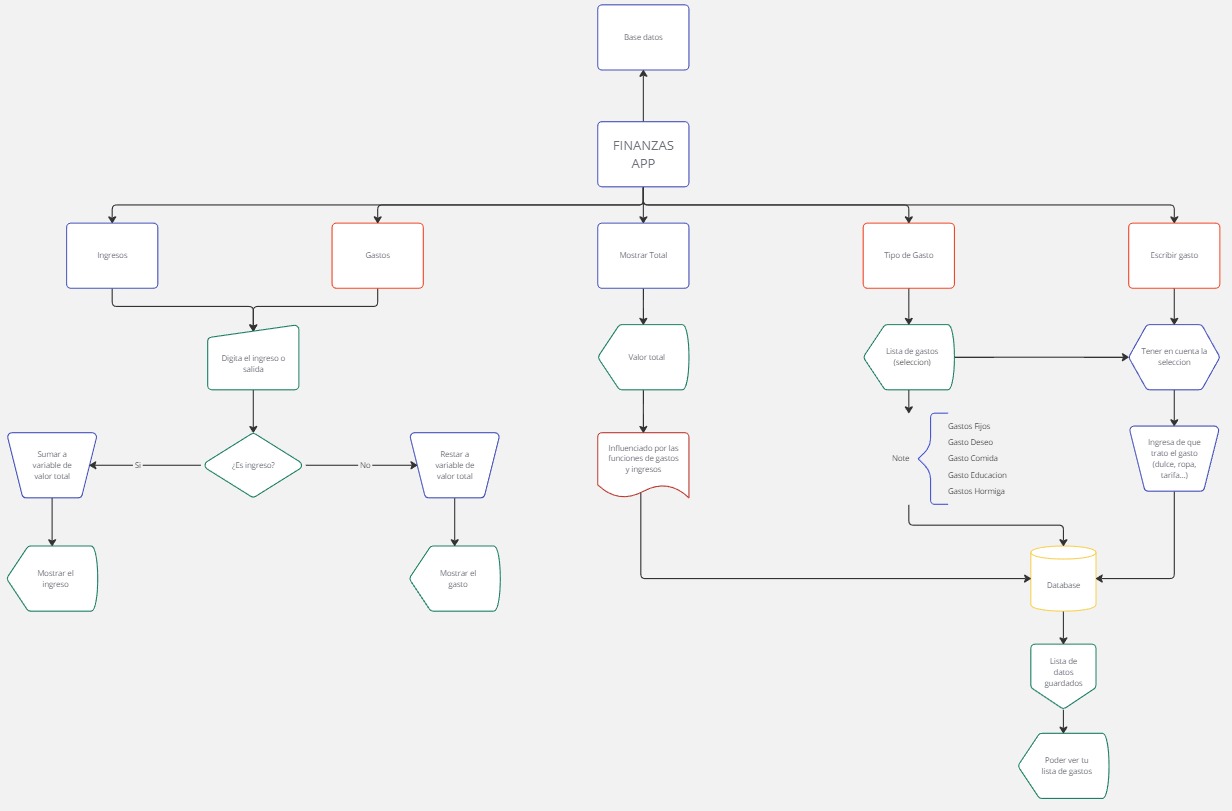 Base datos
FINANZAS
APP
Ingresos
Gastos
Mostrar Total
Tipo de Gasto
Escribir gasto
Digita el ingreso o
salida
Valor total
Lista de gastos
(seleccion)
Tener en cuenta la
seleccion
Sumar a
variable de
valor total
Si
¿Es ingreso?
No
Restar a
variable de
valor total
Influenciado por las
funciones de gastos
y ingresos
Note
Gastos Fijos
Gasto Deseo
Gasto Comida
Gasto Educacion
Gastos Hormiga
Ingresa de que
trato el gasto
(dulce, ropa,
tarifa...)
Mostrar el
ingreso
Mostrar el
gasto
Database
Lista de
datos
guardados
Poder ver tu
lista de gastos